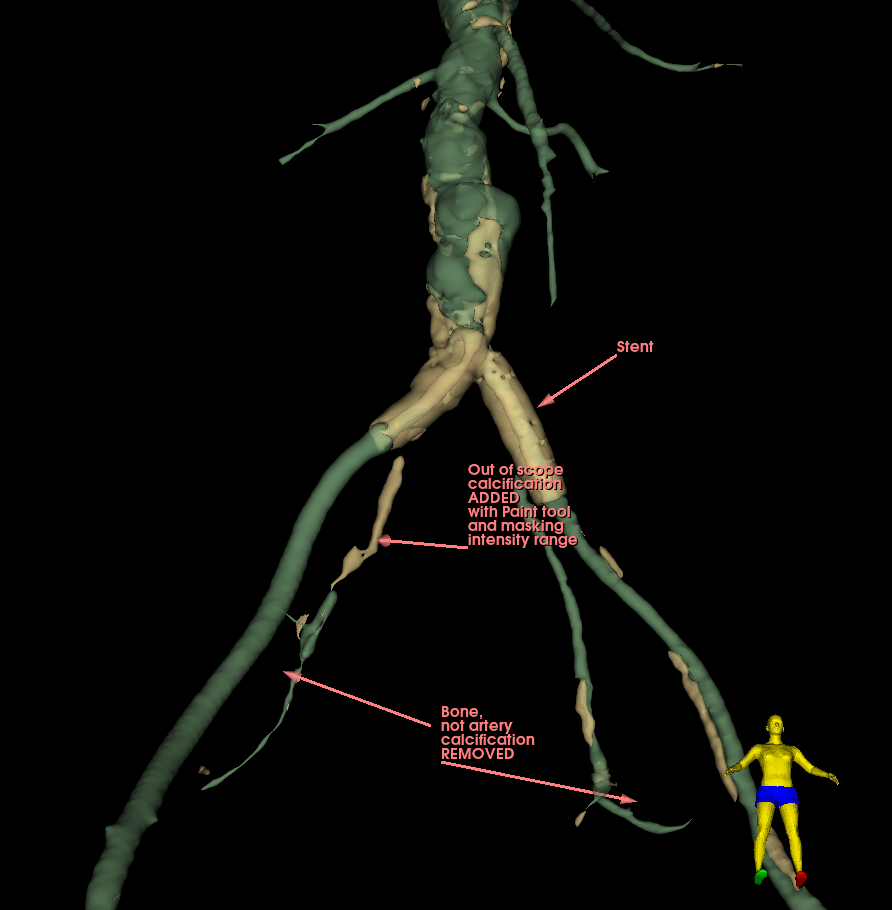 Stent
Out of scope
calcification
ADDED
with Paint tool
and masking
intensity range
Bone,
not artery
calcification
REMOVED